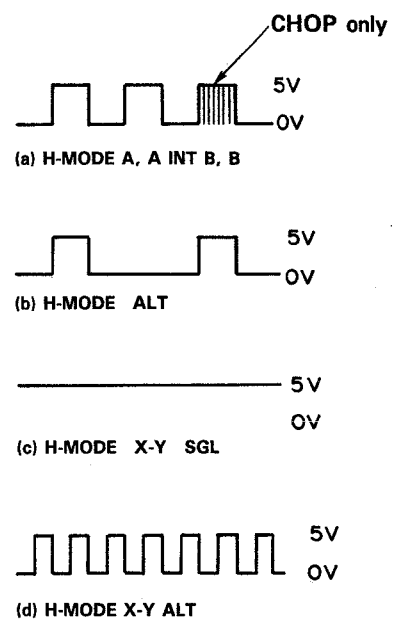 CHOP only
5V
0V
(a) H-MODE A, A INT B, B
5V
0V
(b) H-MODE ALT
5V
0V
(c) H-MODE X-Y SGL
5V
0V
(d) H-MODE X-Y ALT